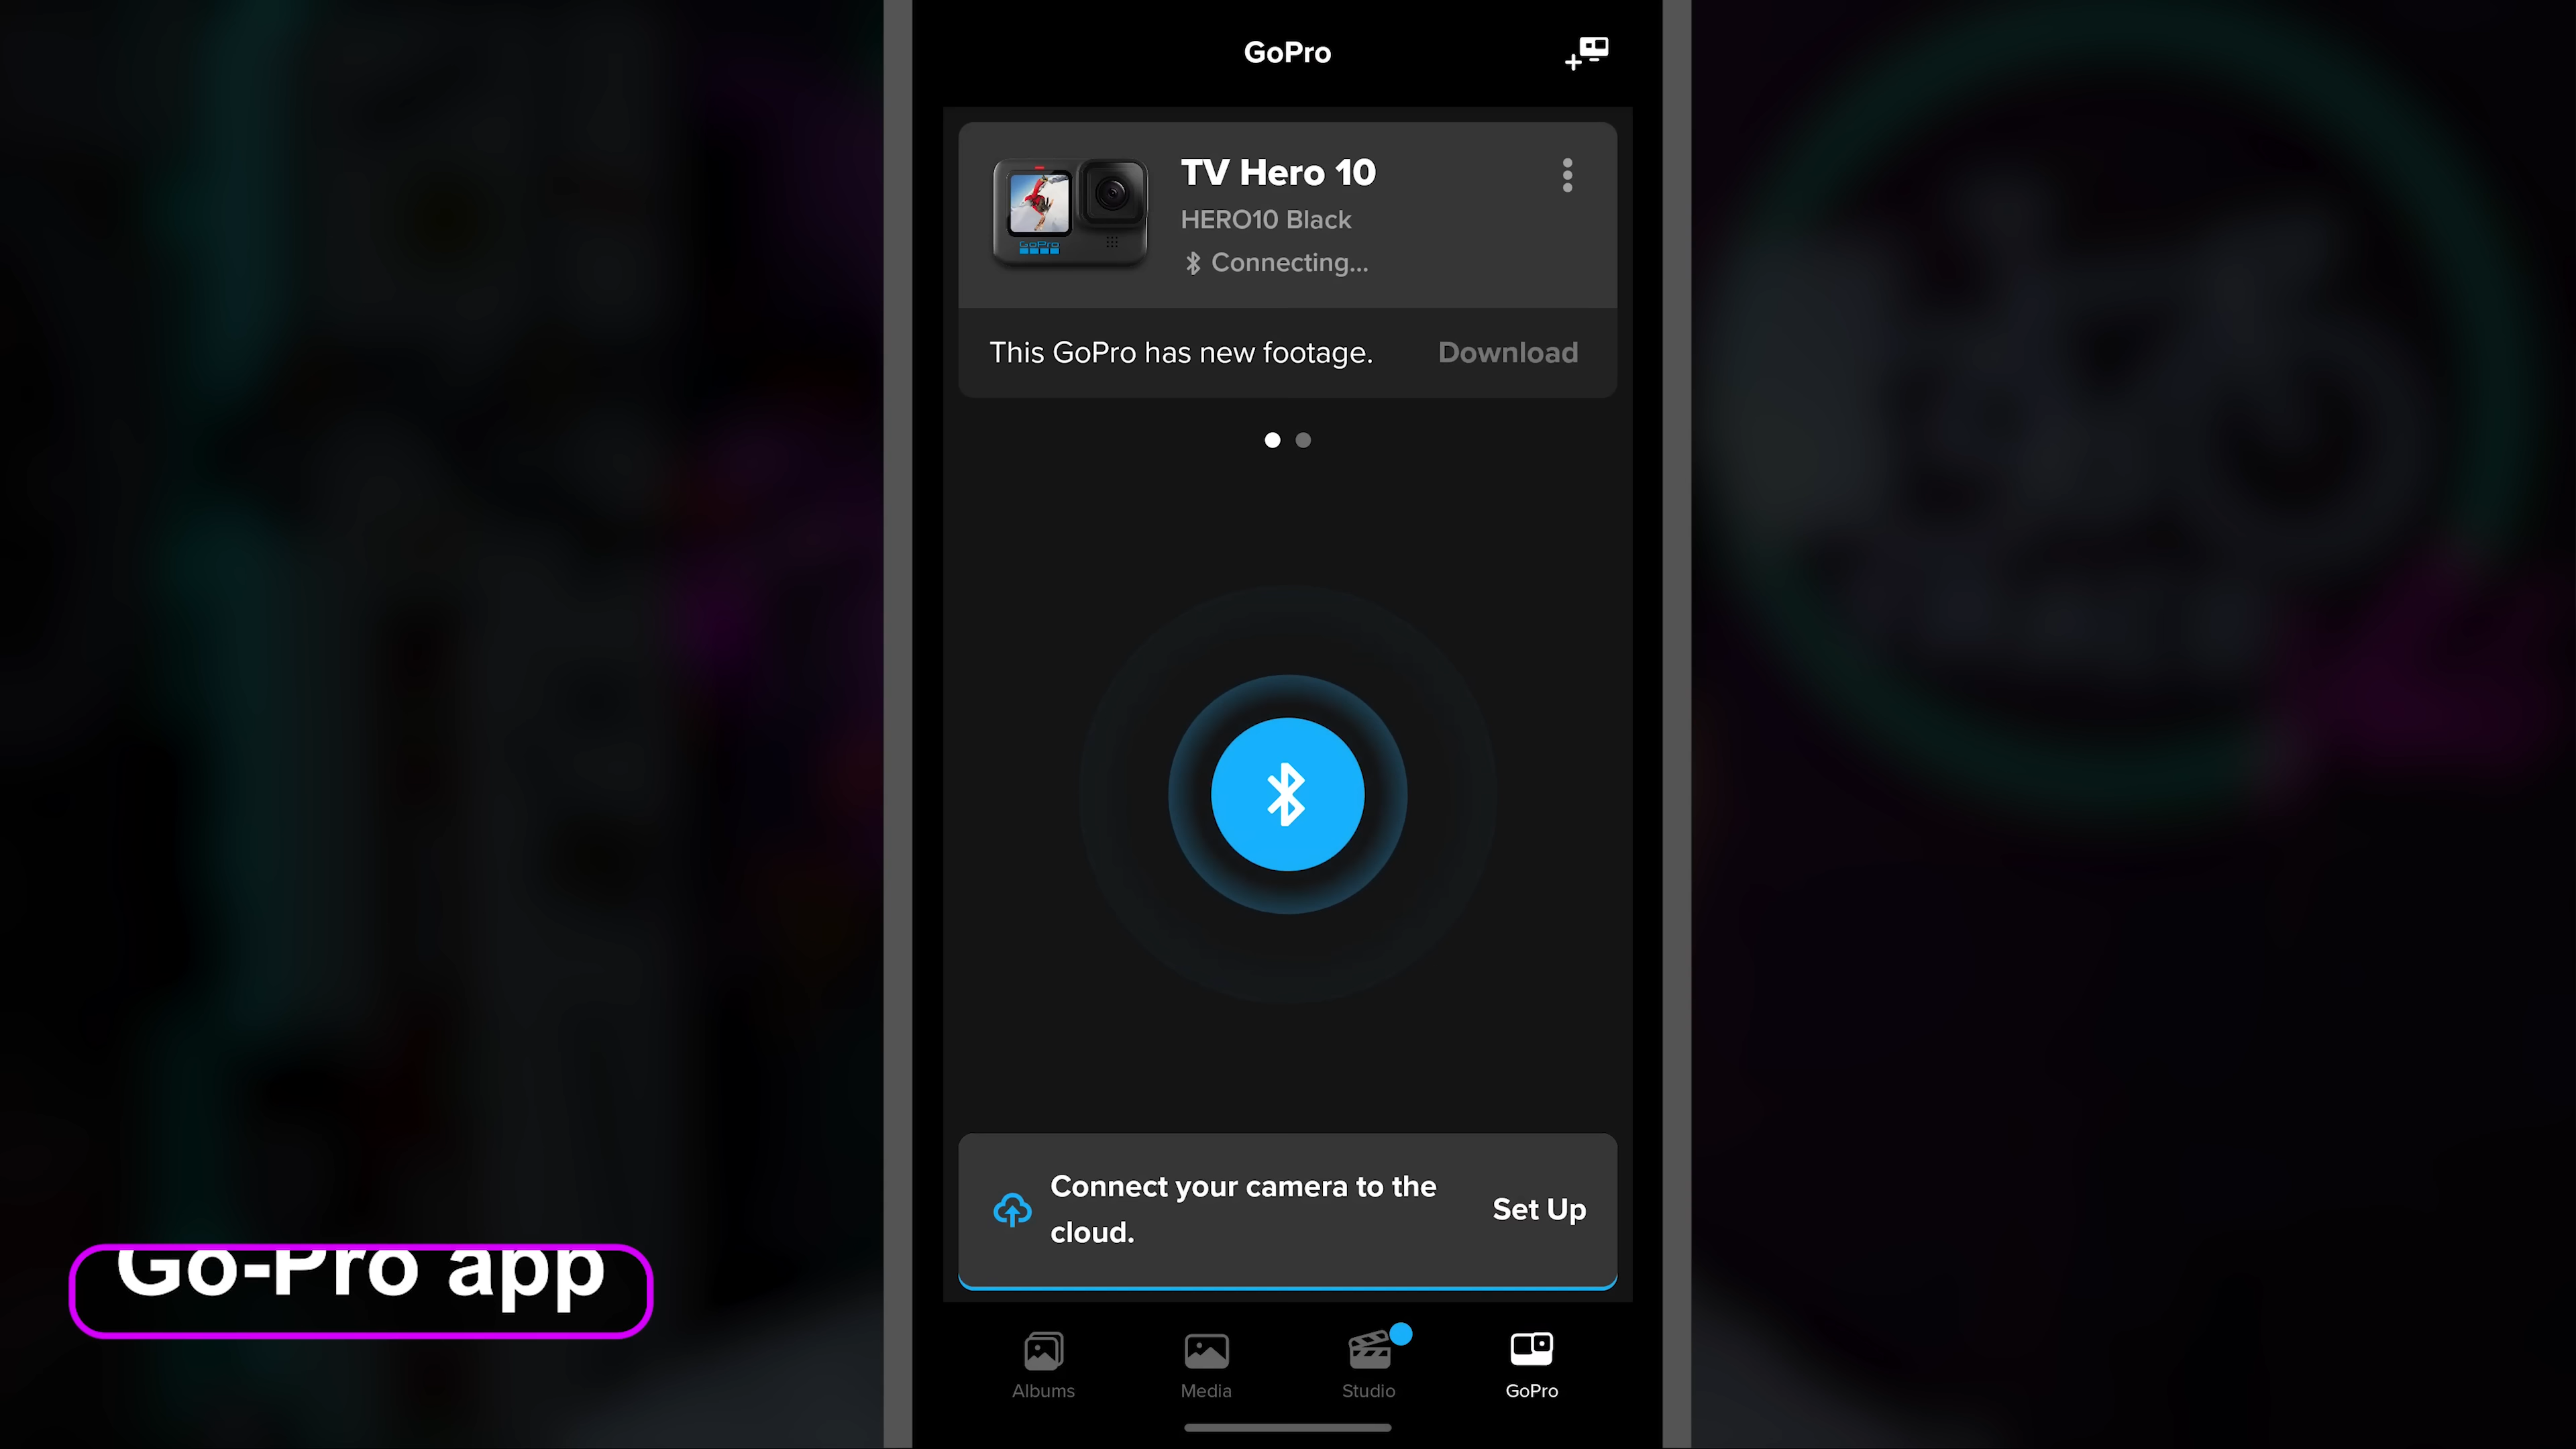 GoPro
TV Hero 10
HERO10 Black
Connecting...
GoPro
This GoPro has new footage.
Download
Connect your camera to the
cloud.
Set Up
Go-Pro app
Albums
Media
Studio
GoPro